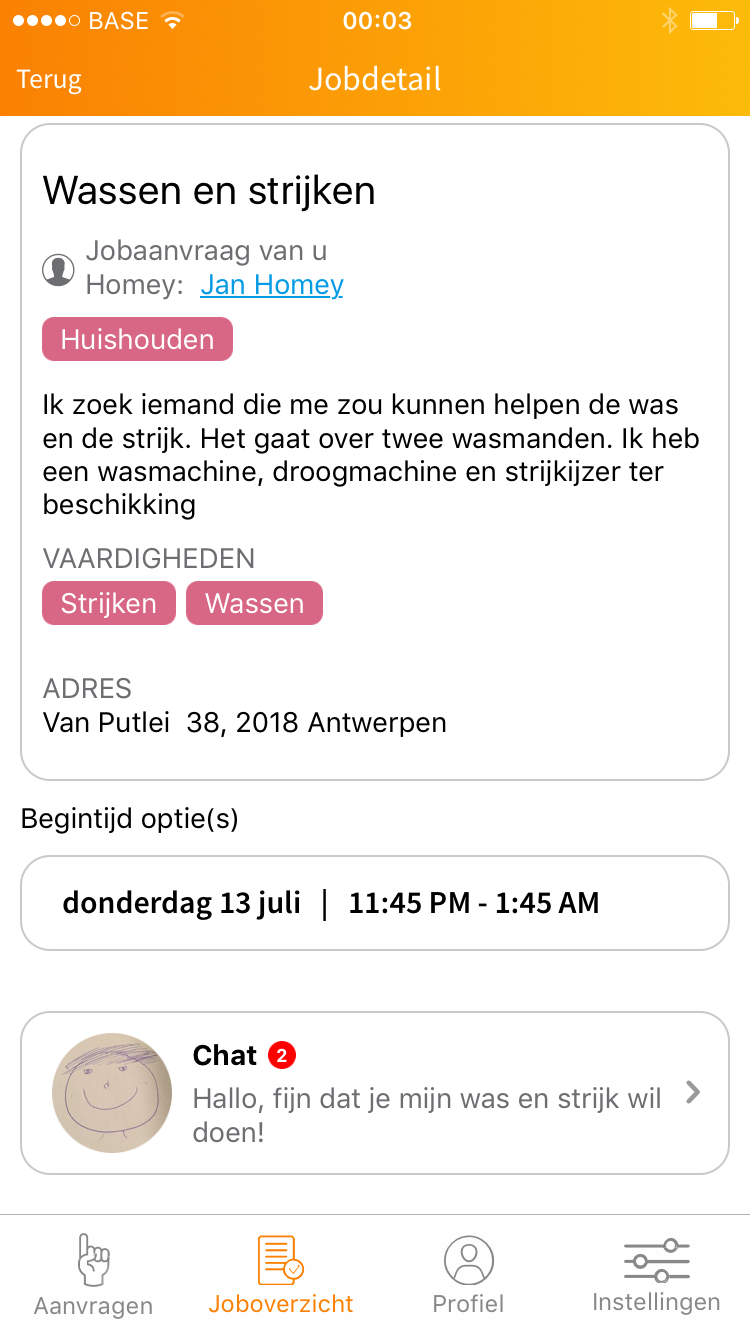 BASE 00:03
Terug Jobdetail
Wassen en strijken
Jobaanvraag van u
Homey: Jan Homey
Huishouden
Ik zoek iemand die me zou kunnen helpen de was
en de strijk. Het gaat over twee wasmanden. Ik heb
een wasmachine, droogmachine en strijkijzer ter
beschikking
VAARDIGHEDEN
Strijken Wassen
ADRES
Van Putlei 38, 2018 Antwerpen
Begintijd optie(s)
donderdag 13 juli | 11:45 PM - 1:45 AM
Chat 2
Hallo, fijn dat je mijn was en strijk wil
doen!
Aanvragen Joboverzicht Profiel Instellingen